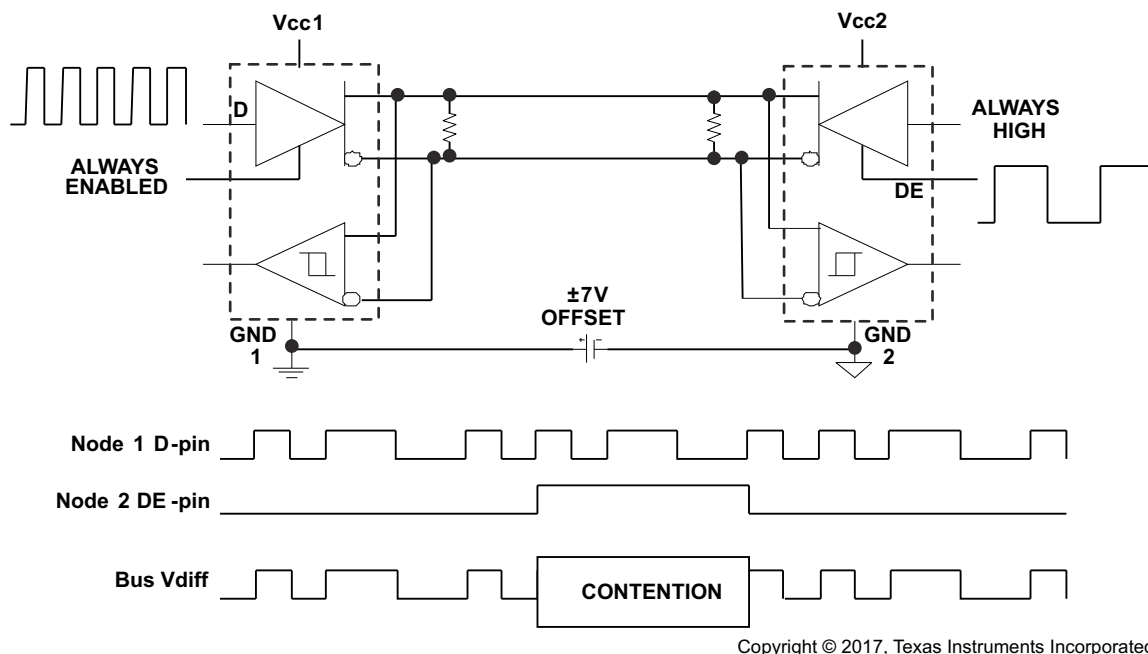 Vcc1
Vcc2
D
ALWAYS
ENABLED
ALWAYS
HIGH
DE
±7V
OFFSET
GND
1
GND
2
Node 1 D-pin
Node 2 DE -pin
Bus Vdiff
CONTENTION
Copyright © 2017, Texas Instruments Incorporated